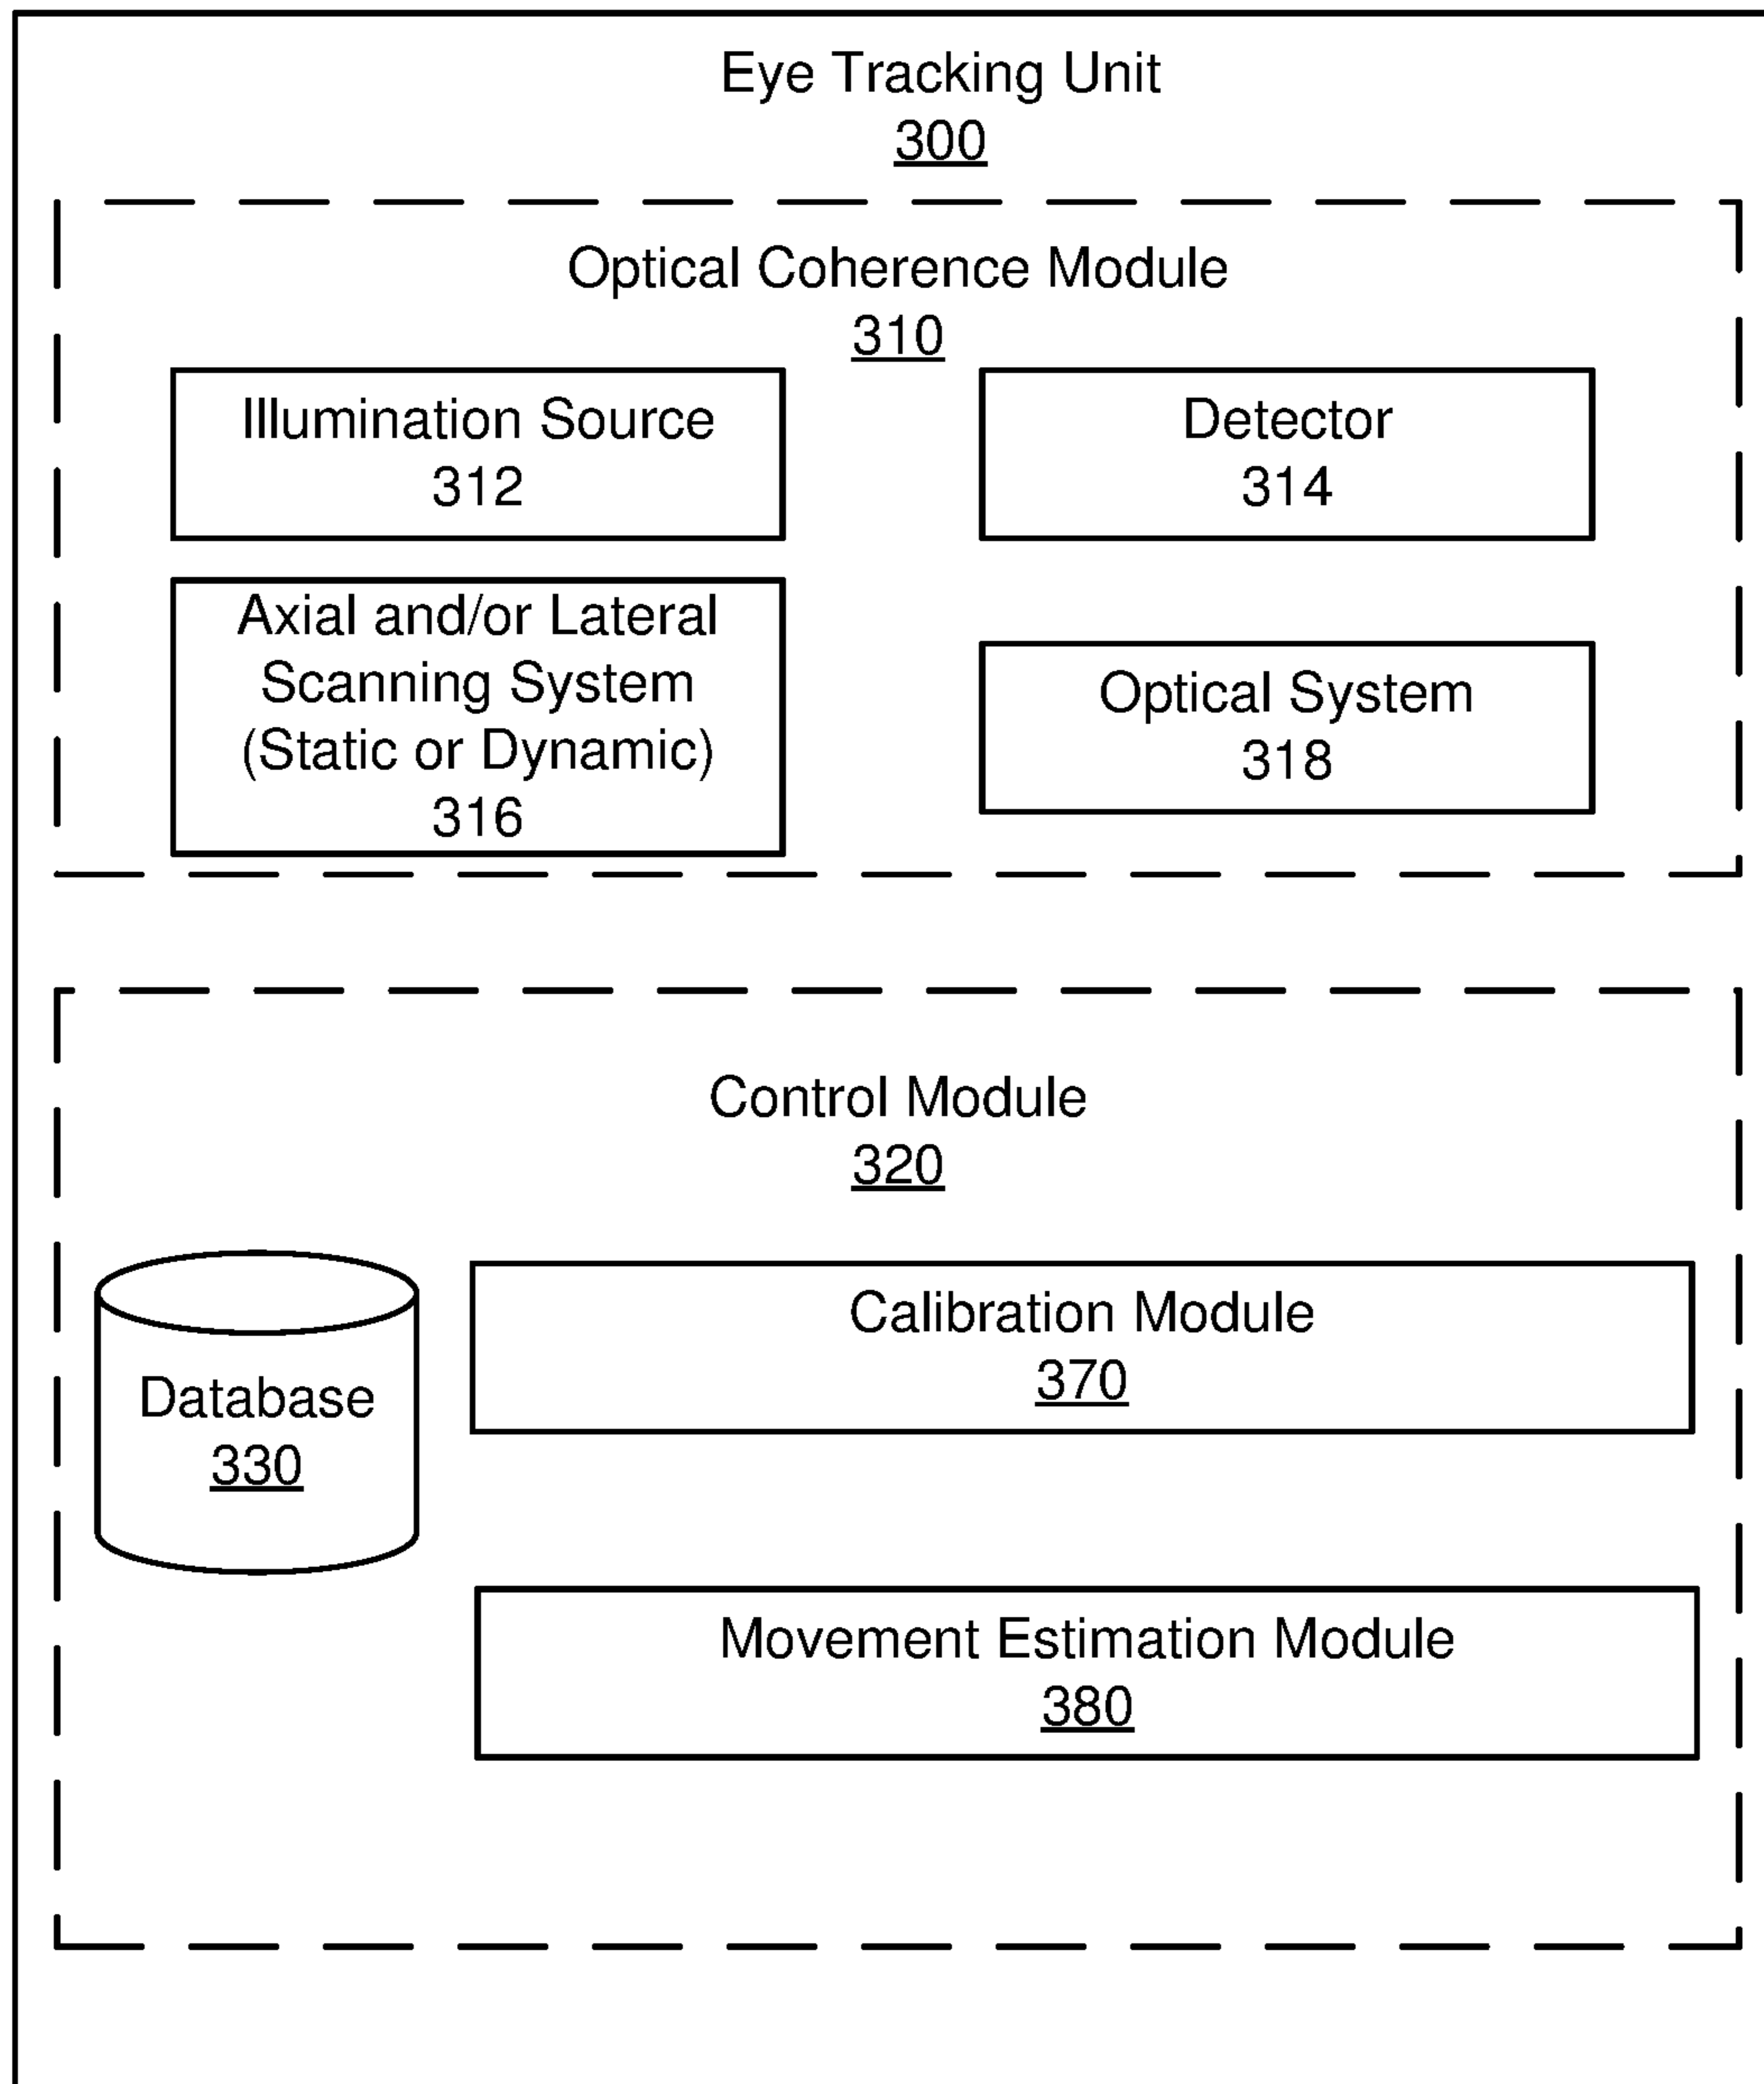 Eye Tracking Unit
300
Optical Coherence Module
310
Illumination Source
312
Detector
314
Axial and/or Lateral
Scanning System
(Static or Dynamic)
316
Optical System
318
Control Module
320
Database
330
Calibration Module
370
Movement Estimation Module
380